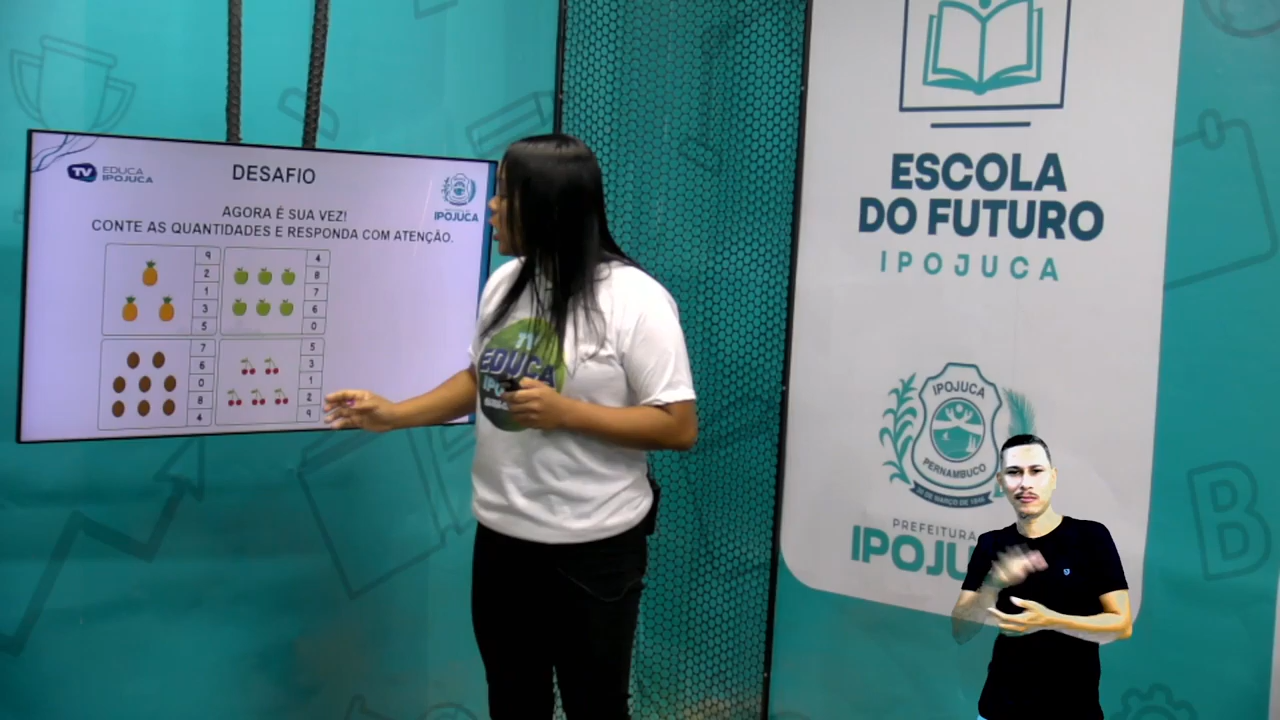 TV EDUCA
IPOJUCA
DESAFIO
IPOJUCA
AGORA É SUA VEZ!
CONTE AS QUANTIDADES E RESPONDA COM ATENÇÃO.
9
2
1
3
5
4
8
7
6
0
7
6
0
8
4
5
3
1
2
9
TV
EDUCA
ESCOLA
DO FUTURO
IPOJUCA
IPOJUCA
PERNAMBUCO
PREFEITURA
IPOJU
B